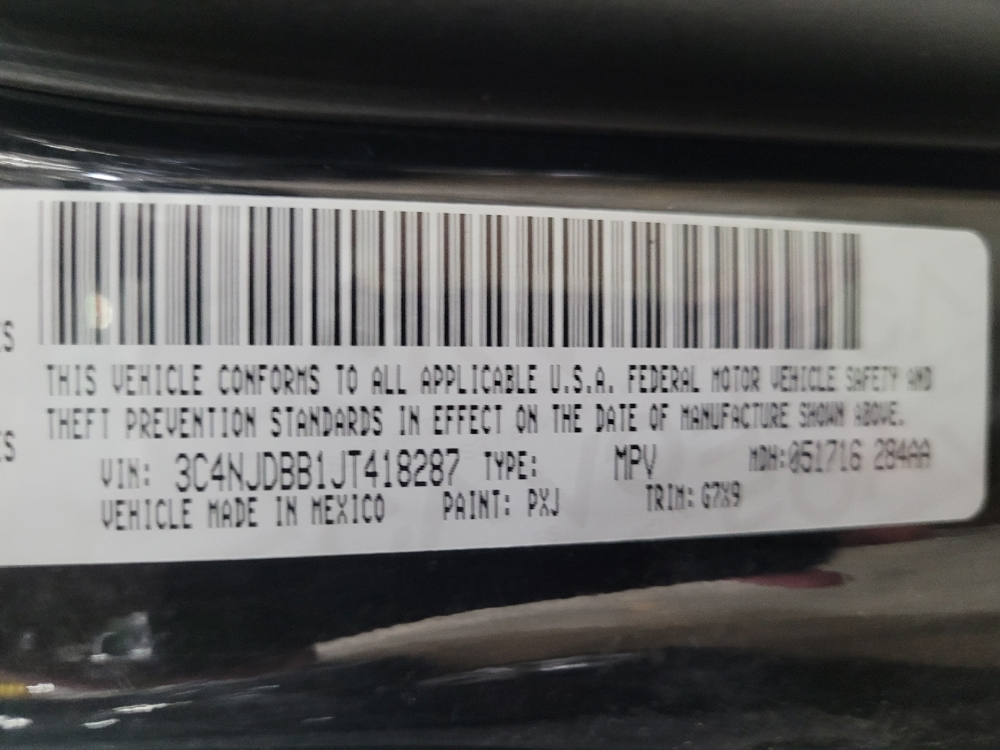 THIS VEHICLE CONFORMS TO ALL APPLICABLE U.S.A. FEDERAL MOTOR VEHICLE SAFETY AND
THEFT PREVENTION STANDARDS IN EFFECT ON THE DATE OF MANUFACTURE SHOWN ABOVE.
VIN: 3C4NJDBB1JT418287 TYPE: MPV MDH:051716 284AA
VEHICLE MADE IN MEXICO PAINT: PXJ TRIM: G7X9